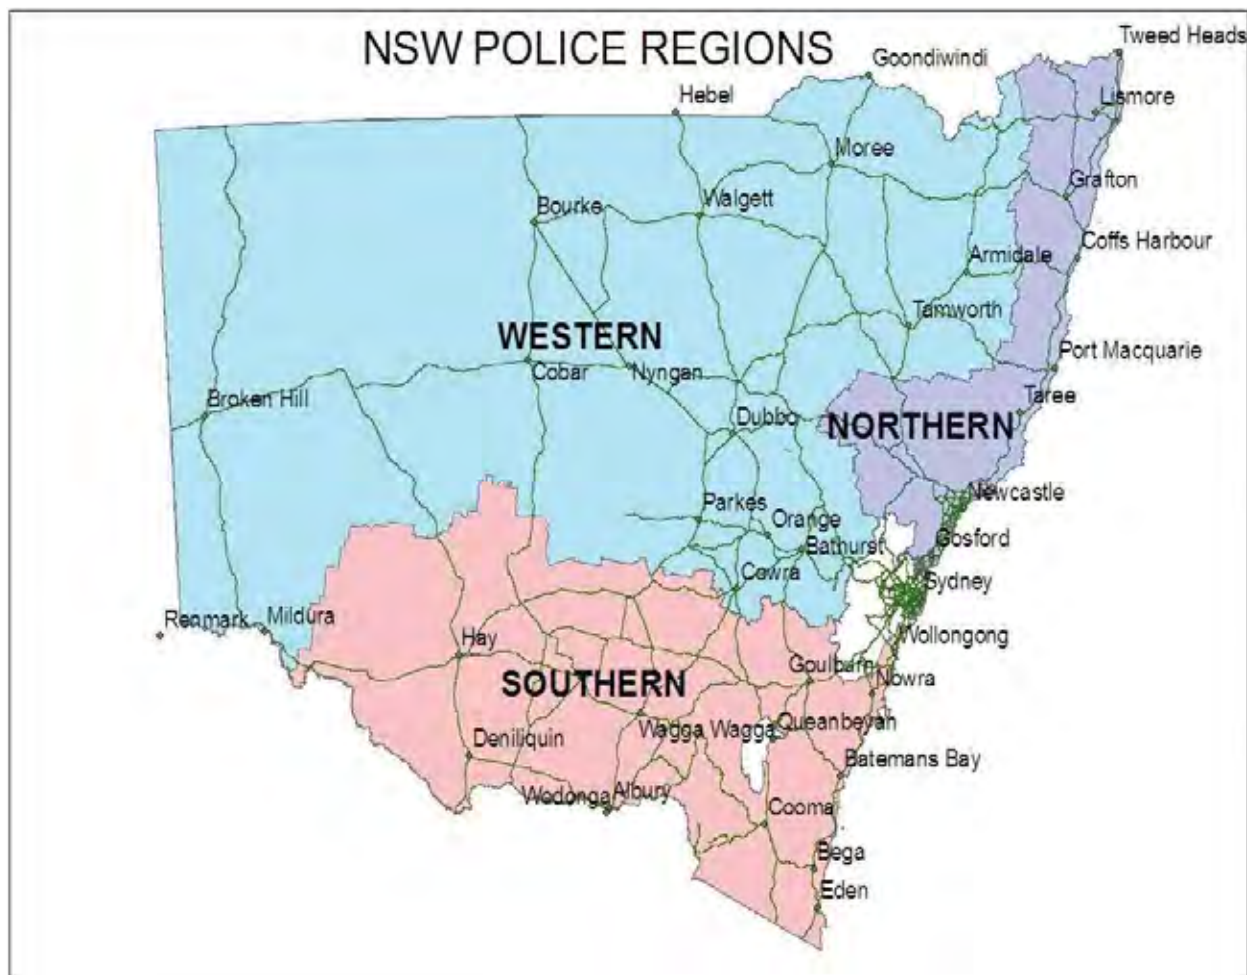 NSW POLICE REGIONS
Tweed Heads
Goondiwindi
Hebel
Lismore
Moree
Grafton
Walgett
Bourke
Coffs Harbour
Armidale
Tamworth
WESTERN
Port Macquarie
Cobar
Nyngan
Broken Hill
Taree
Dubbo
NORTHERN
Newcastle
Parkes
Orange
Gosford
Bathurst
Cowra
Sydney
Renmark
Mildura
Hay
Wollongong
Goulburn
SOUTHERN
Nowra
Wagga Wagga
Queanbeyan
Deniliquin
Batemans Bay
Wodonga
Albury
Cooma
Bega
Eden